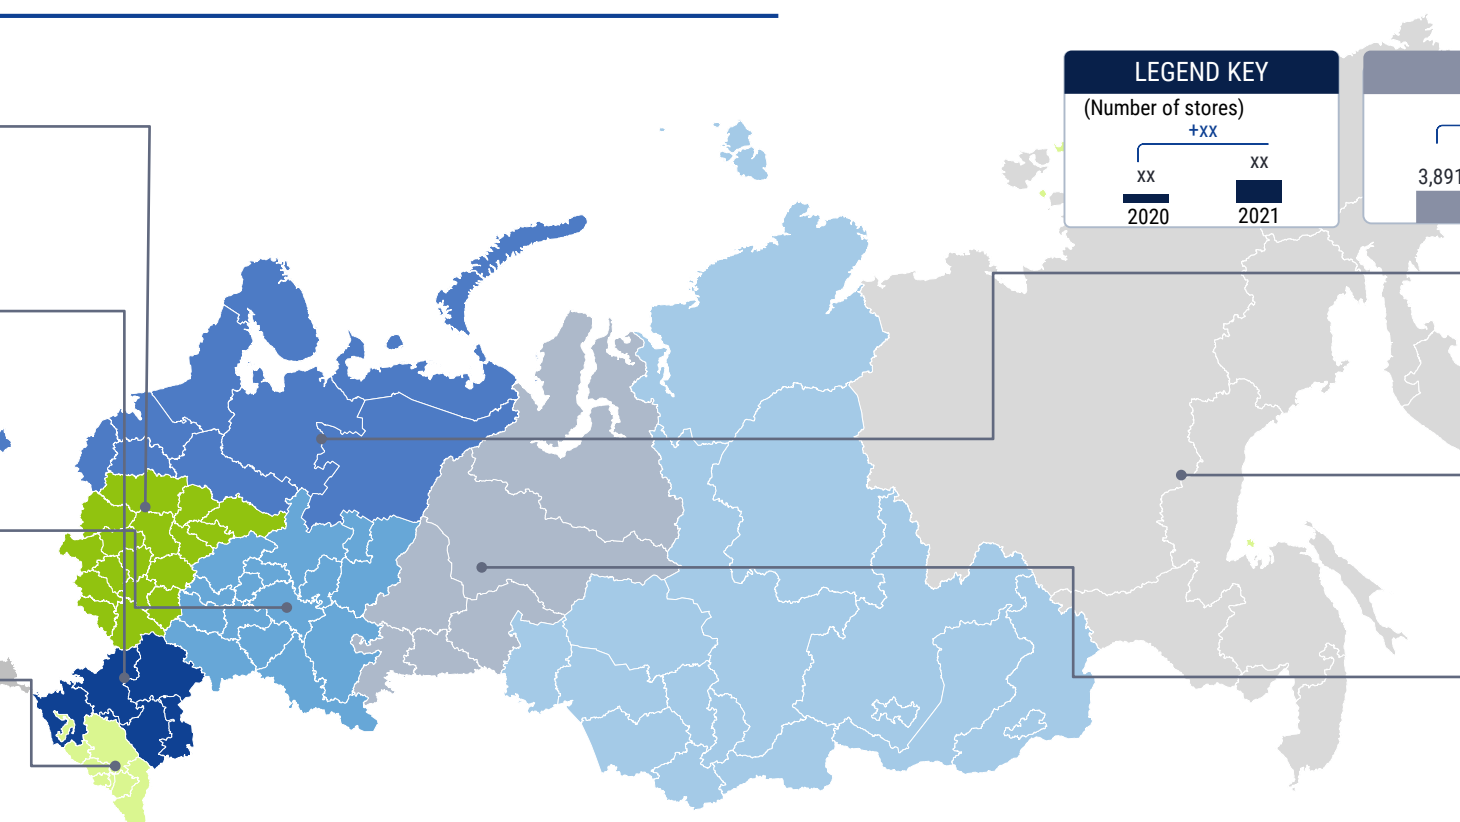 LEGEND KEY
(Number of stores)
+xx
xx
xx
2020
2021
3,891